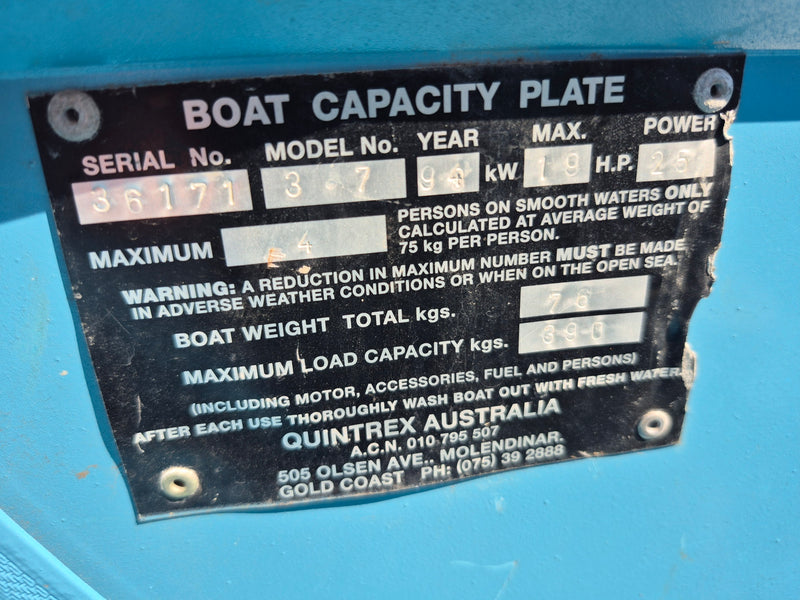 BOAT CAPACITY PLATE
SERIAL No. MODEL No. YEAR MAX. POWER
36171 3.7 94 kW 19 H.P. 25
MAXIMUM 4 PERSONS ON SMOOTH WATERS ONLY
CALCULATED AT AVERAGE WEIGHT OF
75 kg PER PERSON.
WARNING: A REDUCTION IN MAXIMUM NUMBER MUST BE MADE
IN ADVERSE WEATHER CONDITIONS OR WHEN ON THE OPEN SEA.
BOAT WEIGHT TOTAL kgs. 76
MAXIMUM LOAD CAPACITY kgs. 390
(INCLUDING MOTOR, ACCESSORIES, FUEL AND PERSONS)
AFTER EACH USE THOROUGHLY WASH BOAT OUT WITH FRESH WATER.
QUINTREX AUSTRALIA
A.C.N. 010 795 507
505 OLSEN AVE., MOLENDINAR.
GOLD COAST PH: (075) 39 2888